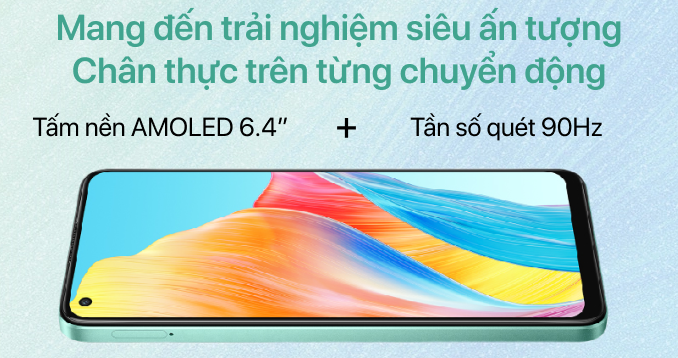 Mang đến trải nghiệm siêu ấn tượng
Chân thực trên từng chuyển động
Tấm nền AMOLED 6.4” + Tần số quét 90Hz